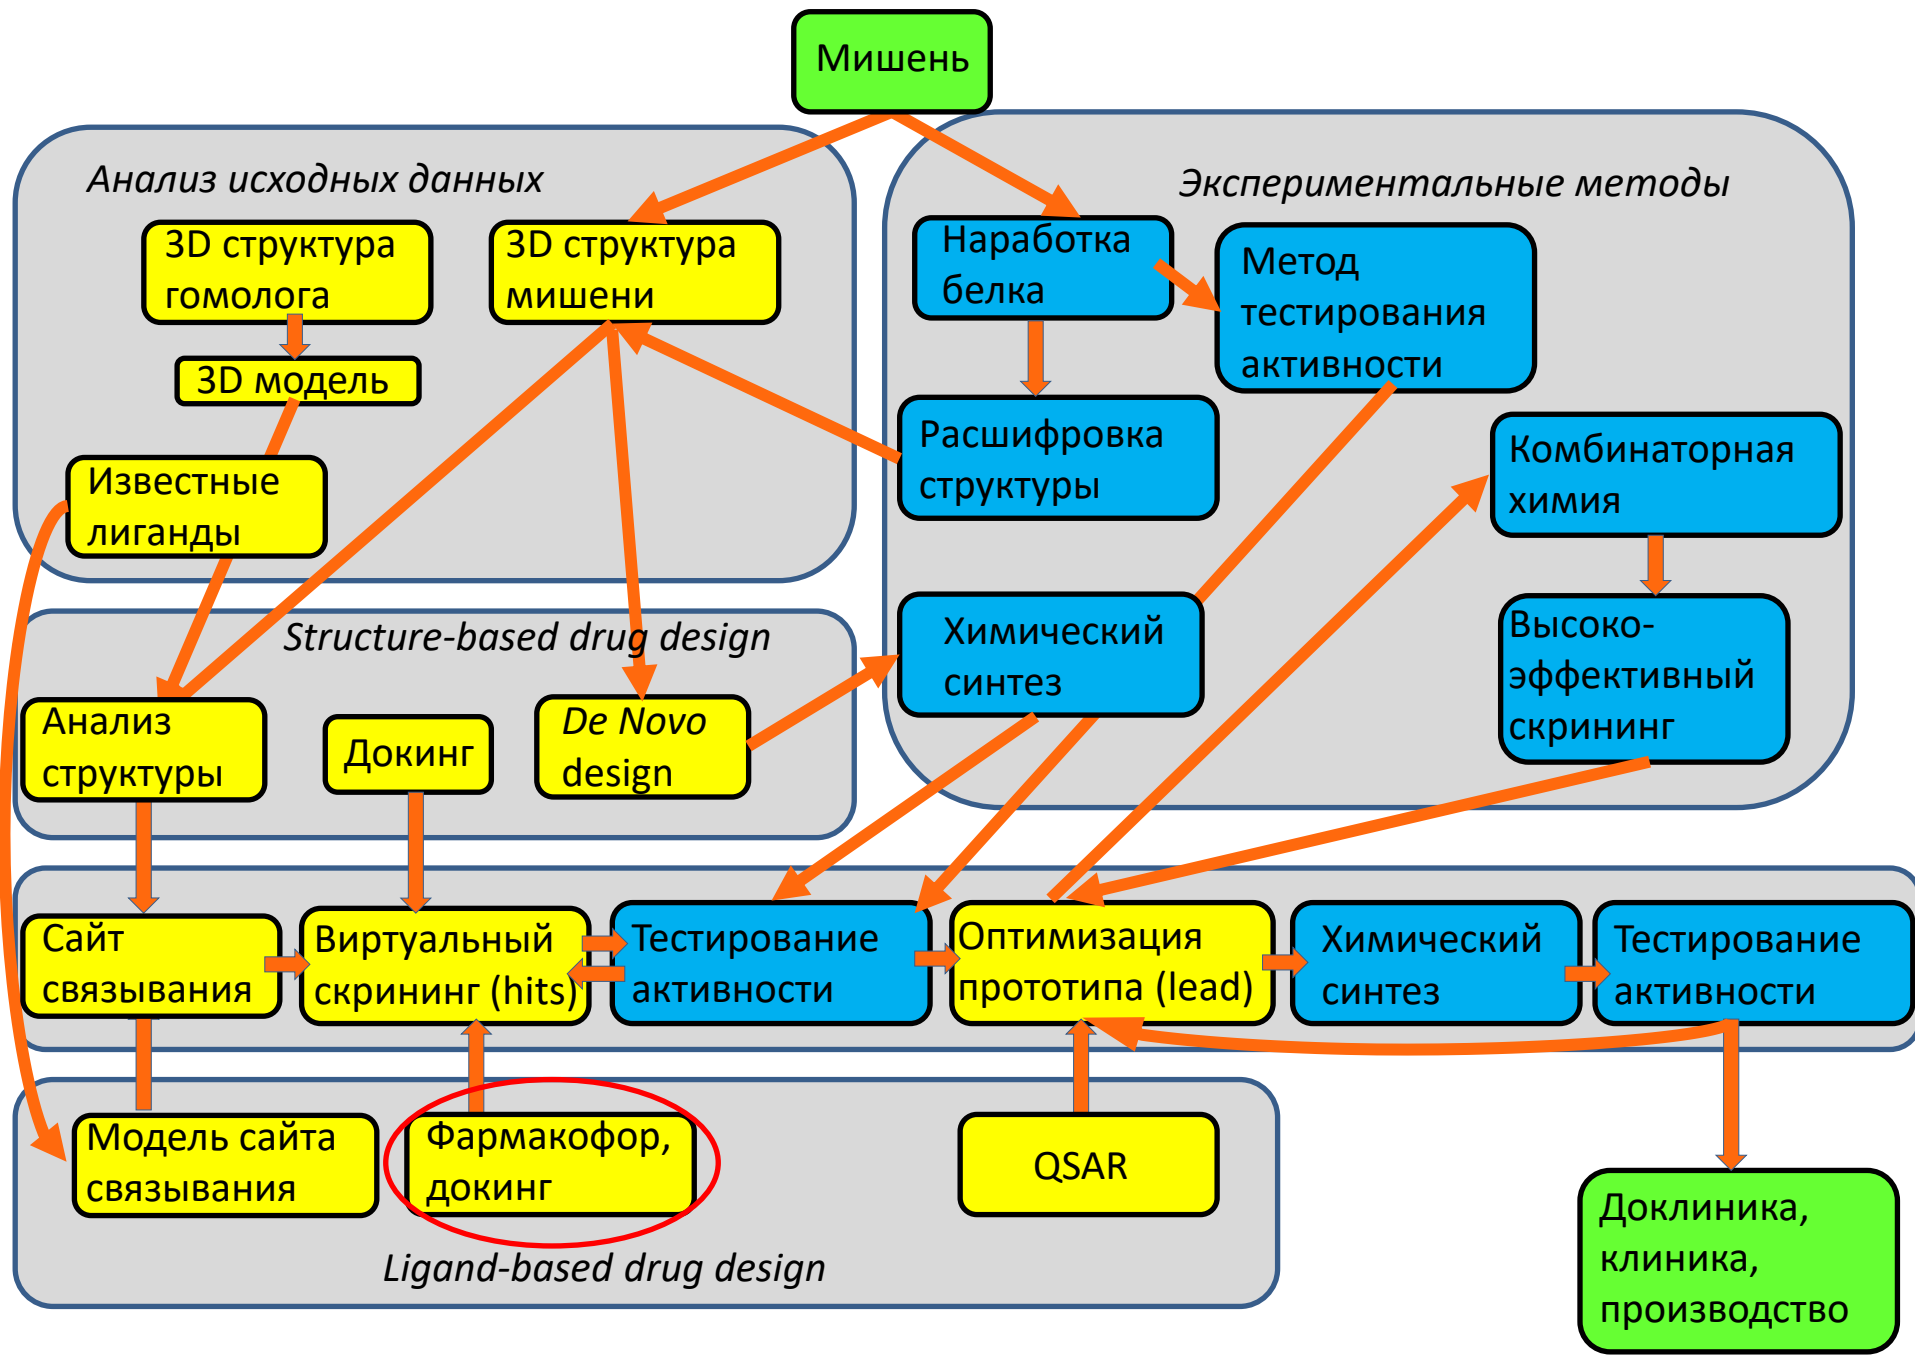 Мишень
Анализ исходных данных
3D структура
гомолога
3D структура
мишени
3D модель
Известные
лиганды
Экспериментальные методы
Наработка
белка
Метод
тестирования
активности
Расшифровка
структуры
Комбинаторная
химия
Химический
синтез
Высоко-
эффективный
скрининг
Structure-based drug design
Анализ
структуры
Докинг
De Novo
design
Сайт
связывания
Виртуальный
скрининг (hits)
Тестирование
активности
Оптимизация
прототипа (lead)
Химический
синтез
Тестирование
активности
Модель сайта
связывания
Фармакофор,
докинг
QSAR
Ligand-based drug design
Доклиника,
клиника,
производство